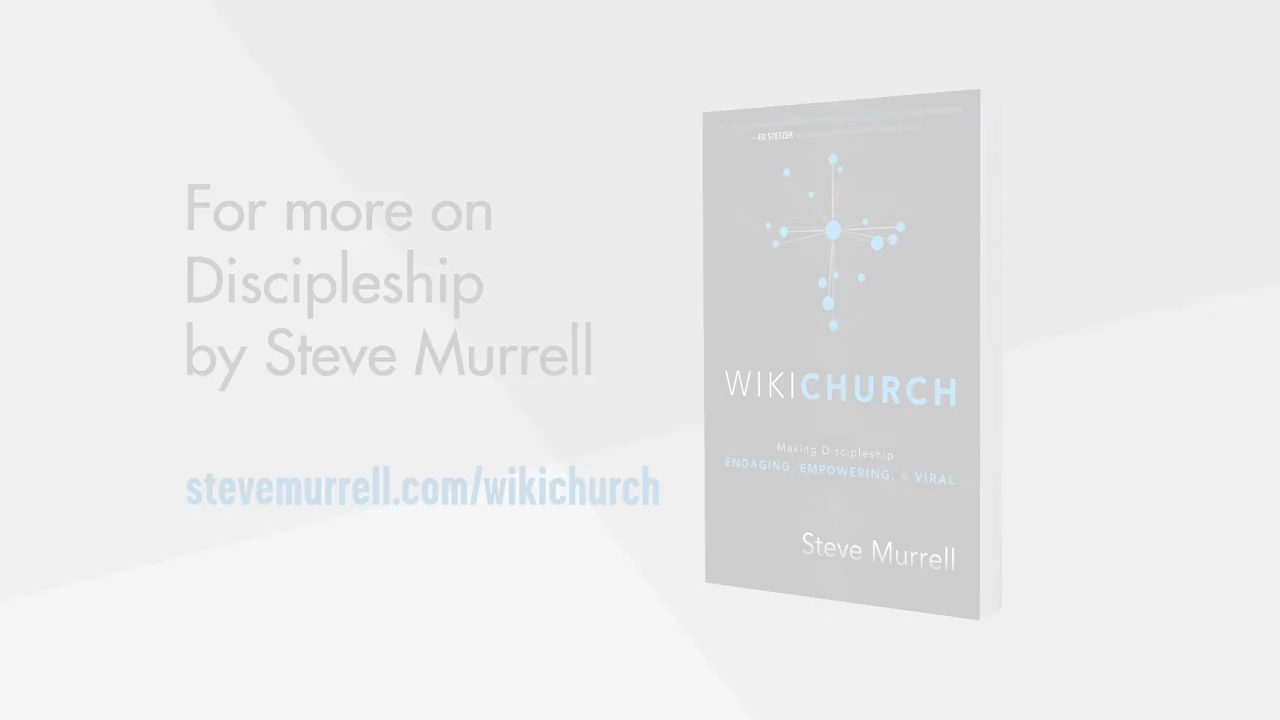 For more on
Discipleship
by Steve Murrell
stevemurrell.com/wikichurch
—ED STETZER
WIKICHURCH
Making Discipleship
ENGAGING, EMPOWERING, & VIRAL
Steve Murrell